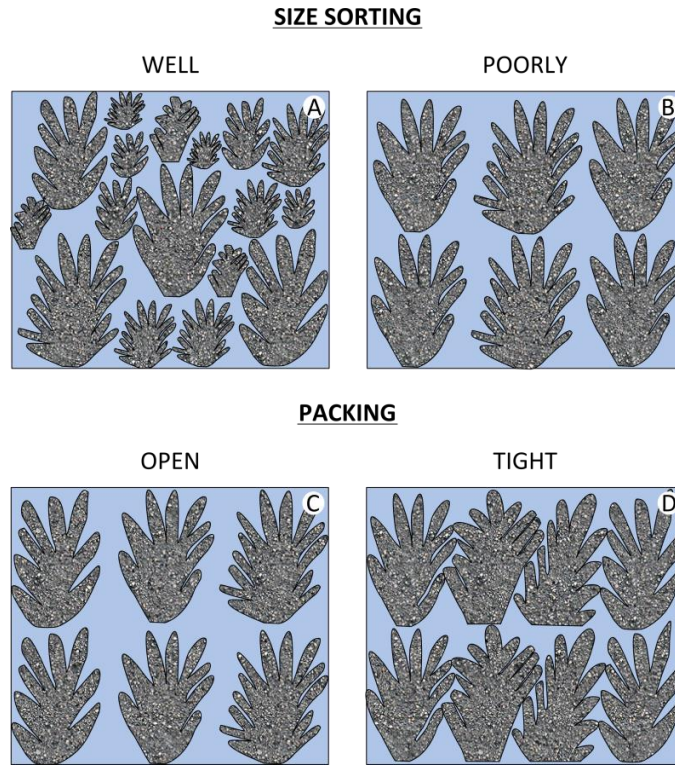 SIZE SORTING
WELL
POORLY
A
B
PACKING
OPEN
TIGHT
C
D